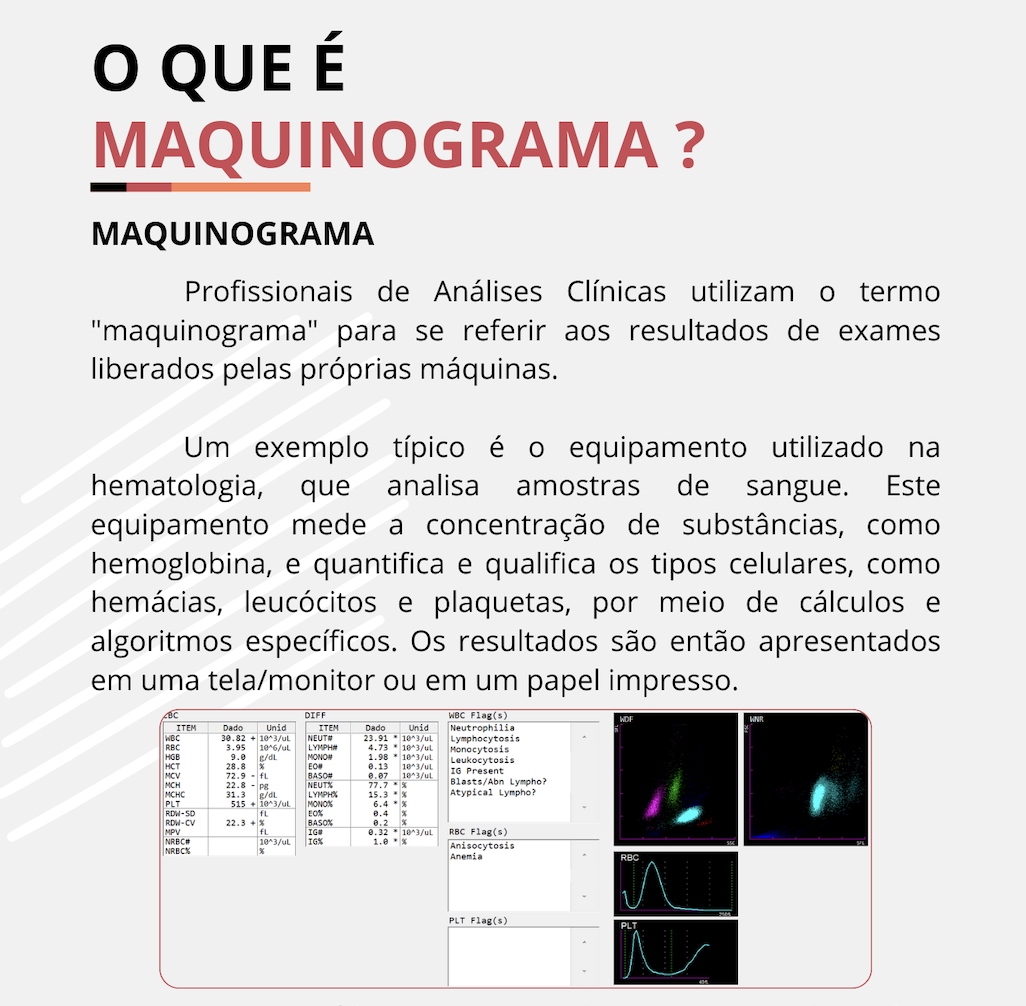 O QUE É
MAQUINOGRAMA ?
MAQUINOGRAMA
Profissionais de Análises Clínicas utilizam o termo
"maquinograma" para se referir aos resultados de exames
liberados pelas próprias máquinas.
Um exemplo típico é o equipamento utilizado na
hematologia, que analisa amostras de sangue. Este
equipamento mede a concentração de substâncias, como
hemoglobina, e quantifica e qualifica os tipos celulares, como
hemácias, leucócitos e plaquetas, por meio de cálculos e
algoritmos específicos. Os resultados são então apresentados
em uma tela/monitor ou em um papel impresso.
CBC
ITEM Dado Unid
WBC 30.82 + 10^3/uL
RBC 3.95 10^6/uL
HGB 9.0 g/dL
HCT 28.8 %
MCV 72.9 - fL
MCH 22.8 - pg
MCHC 31.3 g/dL
PLT 515 + 10^3/uL
RDW-SD fL
RDW-CV 22.3 + %
MPV fL
NRBC# 10^3/uL
NRBC% %
DIFF
ITEM Dado Unid
NEUT# 23.91 * 10^3/uL
LYMPH# 4.73 * 10^3/uL
MONO# 1.98 * 10^3/uL
EO# 0.13 10^3/uL
BASO# 0.07 10^3/uL
NEUT% 77.7 * %
LYMPH% 15.3 * %
MONO% 6.4 * %
EO% 0.4 %
BASO% 0.2 %
IG# 0.32 * 10^3/uL
IG% 1.0 * %
WBC Flag(s)
Neutrophilia
Lymphocytosis
Monocytosis
Leukocytosis
IG Present
Blasts/Abn Lympho?
Atypical Lympho?
RBC Flag(s)
Anisocytosis
Anemia
PLT Flag(s)
WDF
SSC
WNR
SFL
RBC
PLT